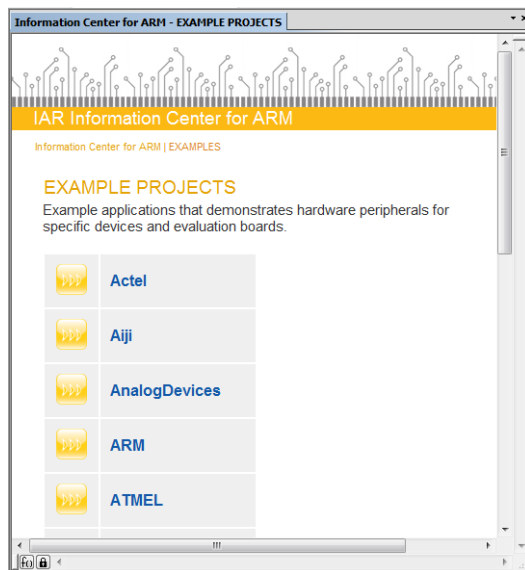 Information Center for ARM - EXAMPLE PROJECTS
IAR Information Center for ARM
Information Center for ARM | EXAMPLES
EXAMPLE PROJECTS
Example applications that demonstrates hardware peripherals for
specific devices and evaluation boards.
Actel
Aiji
AnalogDevices
ARM
ATMEL
f()